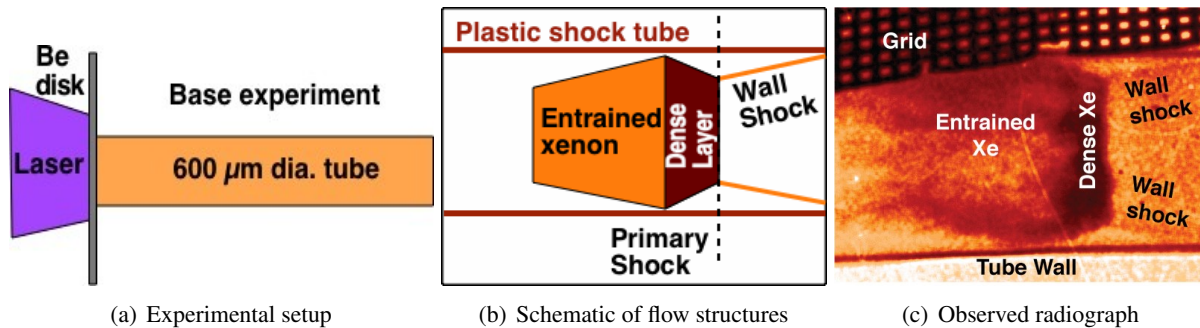 Be
disk
Base experiment
Laser
600 µm dia. tube
(a) Experimental setup
Plastic shock tube
Entrained
xenon
Dense
Layer
Wall
Shock
Primary
Shock
(b) Schematic of flow structures
Grid
Entrained
Xe
Dense Xe
Wall
shock
Wall
shock
Tube Wall
(c) Observed radiograph